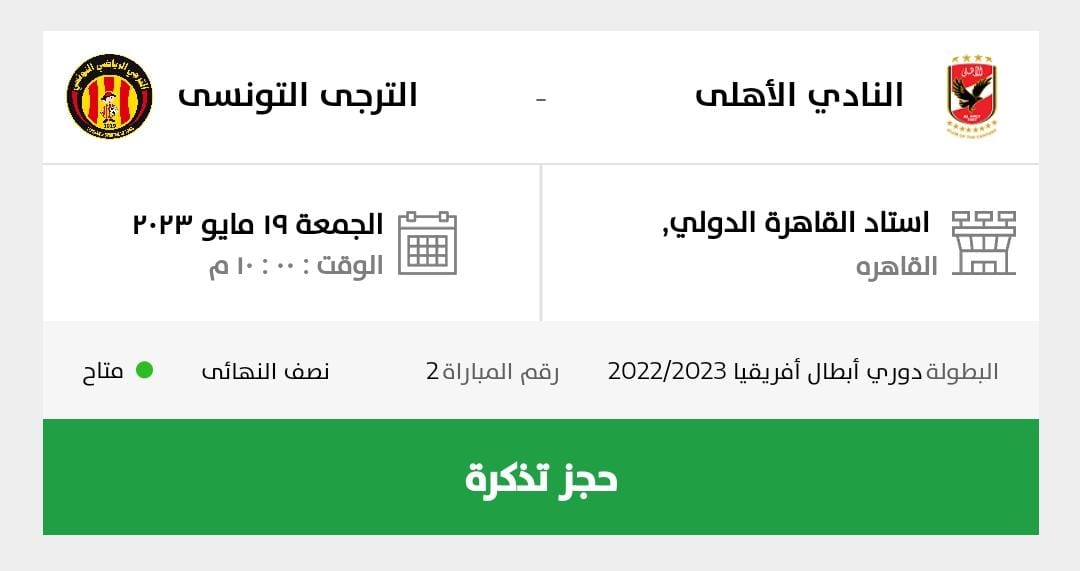 النادي الأهلى - الترجى التونسى
استاد القاهرة الدولي,
القاهره
الجمعة ١٩ مايو ٢٠٢٣
الوقت : ٠٠ : ١٠ م
البطولة دوري أبطال أفريقيا 2022/2023 رقم المباراة 2 نصف النهائى متاح
حجز تذكرة